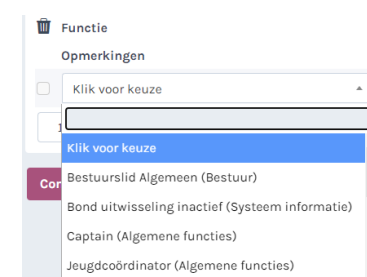 Functie
Opmerkingen
Klik voor keuze
Klik voor keuze
Bestuurslid Algemeen (Bestuur)
Bond uitwisseling inactief (Systeem informatie)
Captain (Algemene functies)
Jeugdcoördinator (Algemene functies)